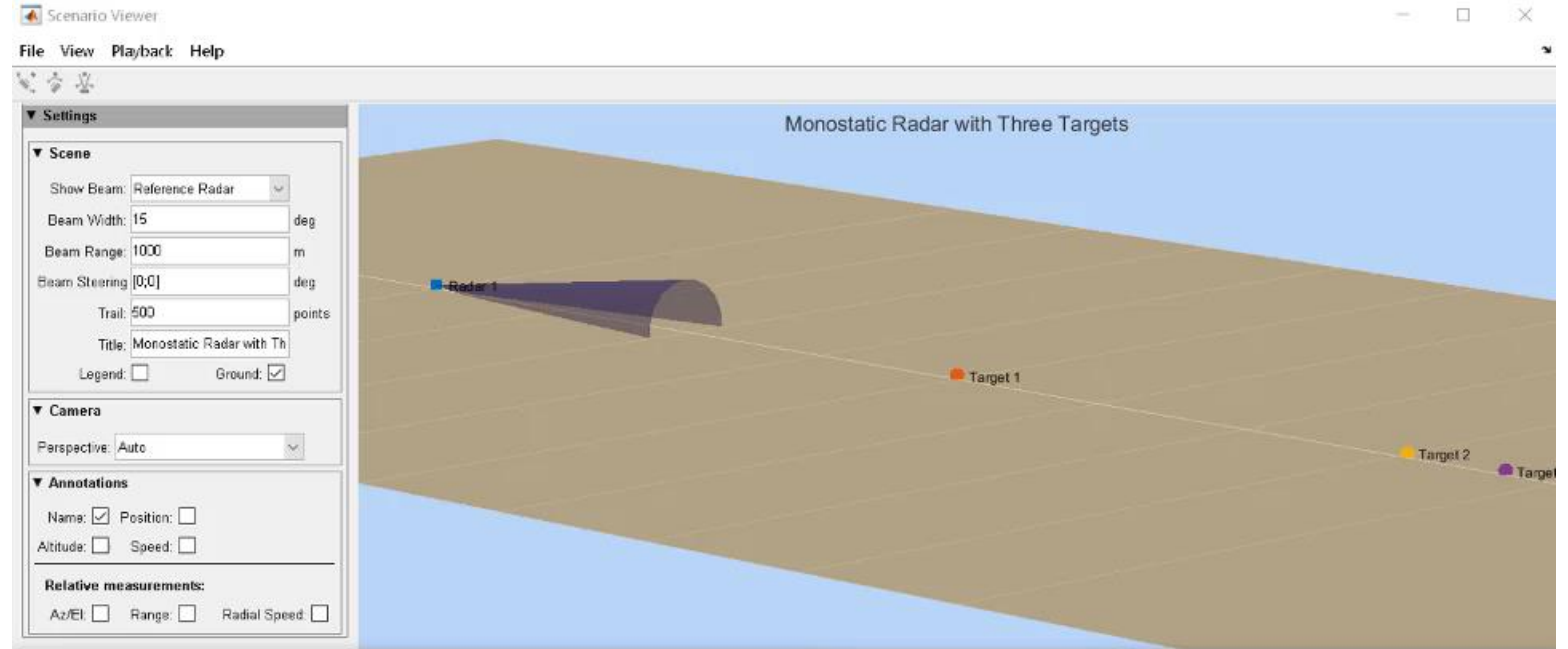 Scenario Viewer
File View Playback Help
▼ Settings
Monostatic Radar with Three Targets
▼ Scene
Show Beam: Reference Radar
Beam Width: 15 deg
Beam Range: 1000 m
Beam Steering [0;0] deg
Trail: 500 points
Title: Monostatic Radar with Th
Legend: Ground:
▼ Camera
Perspective: Auto
▼ Annotations
Name: Position:
Altitude: Speed:
Relative measurements:
Az/El: Range: Radial Speed:
Radar 1
Target 1
Target 2
Target